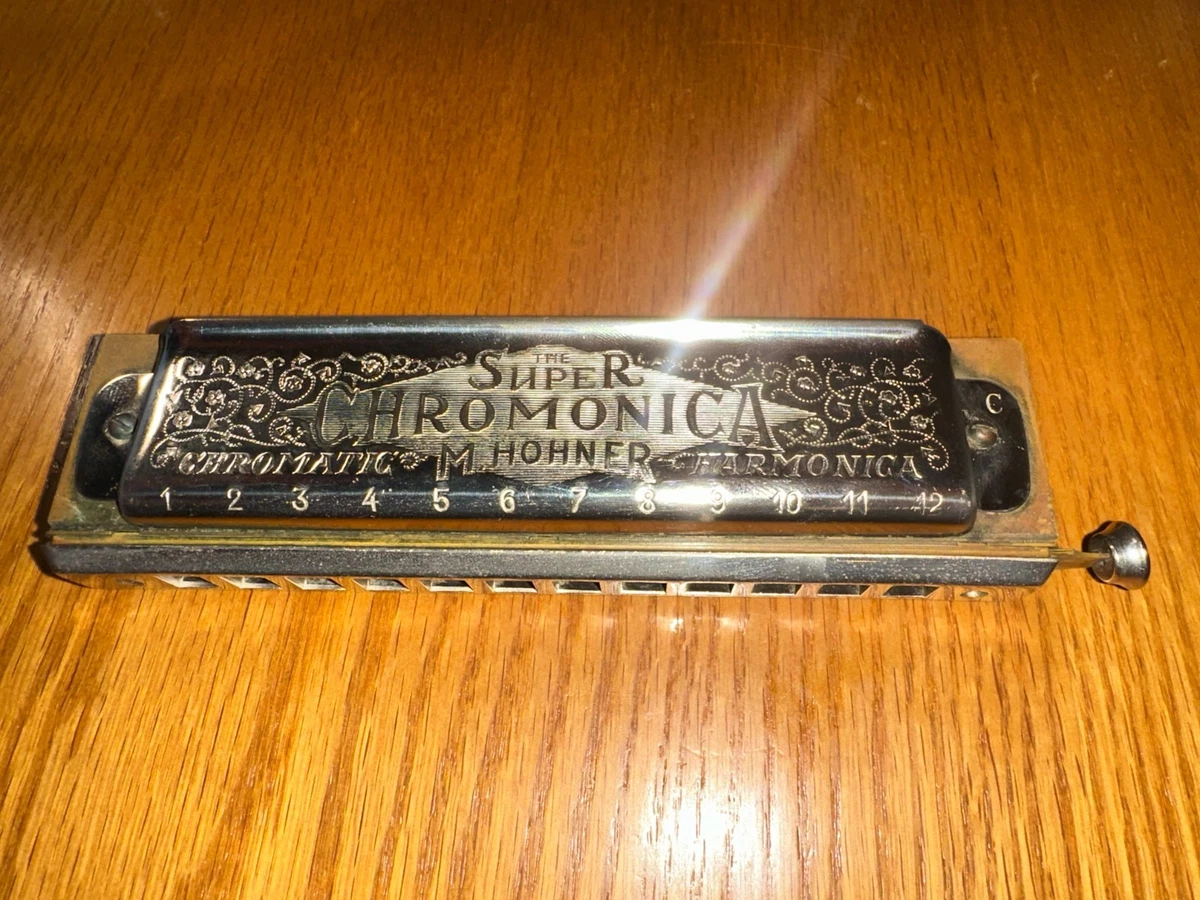 THE
SUPER
CHROMONICA
CHROMATIC M. HOHNER HARMONICA
1 2 3 4 5 6 7 8 9 10 11 12
C